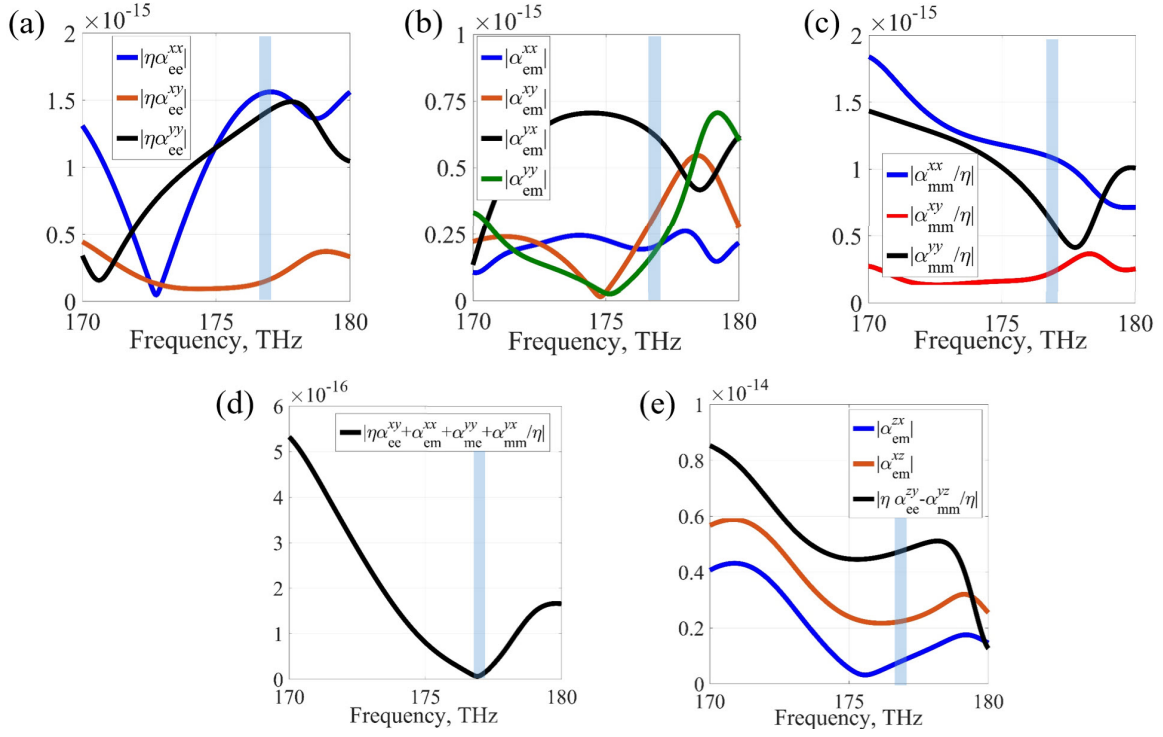 (a)
×10⁻¹⁵
2
1.5
1
0.5
0
|ηα_ee^xx|
|ηα_ee^xy|
|ηα_ee^yy|
170 175 180
Frequency, THz
(b)
×10⁻¹⁵
1
0.75
0.5
0.25
0
|α_em^xx|
|α_em^xy|
|α_em^yx|
|α_em^yy|
170 175 180
Frequency, THz
(c)
×10⁻¹⁵
2
1.5
1
0.5
0
|α_mm^xx/η|
|α_mm^xy/η|
|α_mm^yy/η|
170 175 180
Frequency, THz
(d)
×10⁻¹⁶
6
5
4
3
2
1
0
|ηα_ee^xy+α_em^xx+α_me^yy+α_mm^yx/η|
170 175 180
Frequency, THz
(e)
×10⁻¹⁴
1
0.8
0.6
0.4
0.2
0
|α_em^zx|
|α_em^xz|
|η α_ee^zy-α_mm^yz/η|
170 175 180
Frequency, THz